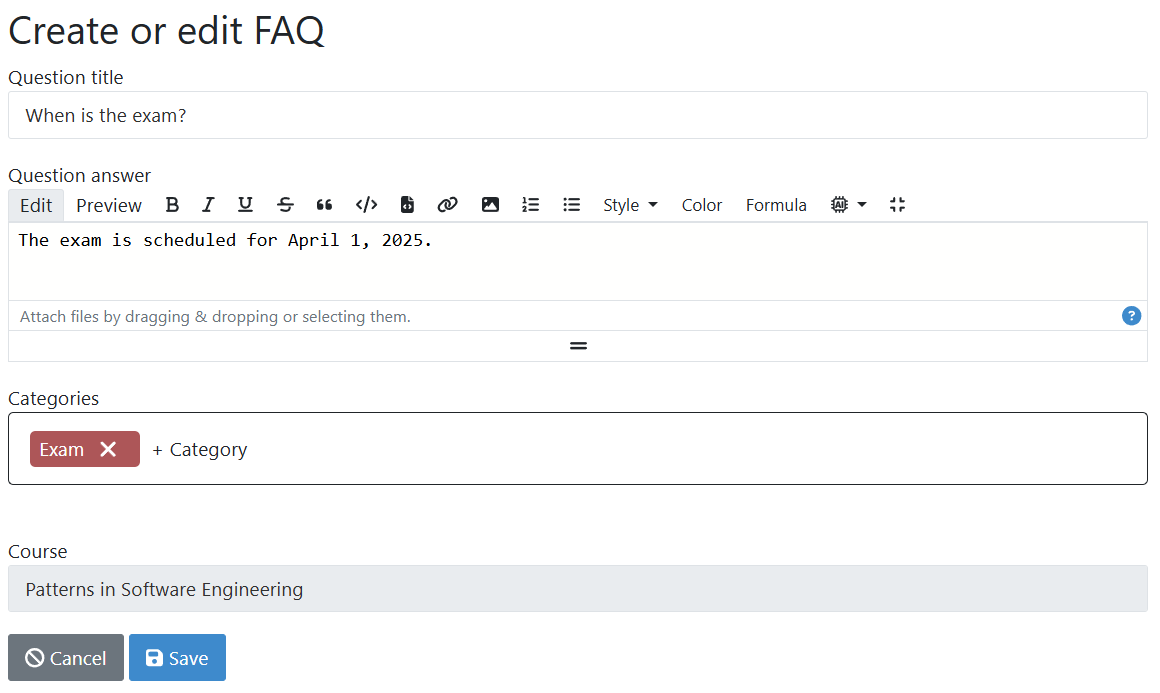 Create or edit FAQ
Question title
When is the exam?
Question answer
Edit Preview B I U S Style Color Formula AI
The exam is scheduled for April 1, 2025.
Attach files by dragging & dropping or selecting them. ?
Categories
Exam + Category
Course
Patterns in Software Engineering
Cancel Save